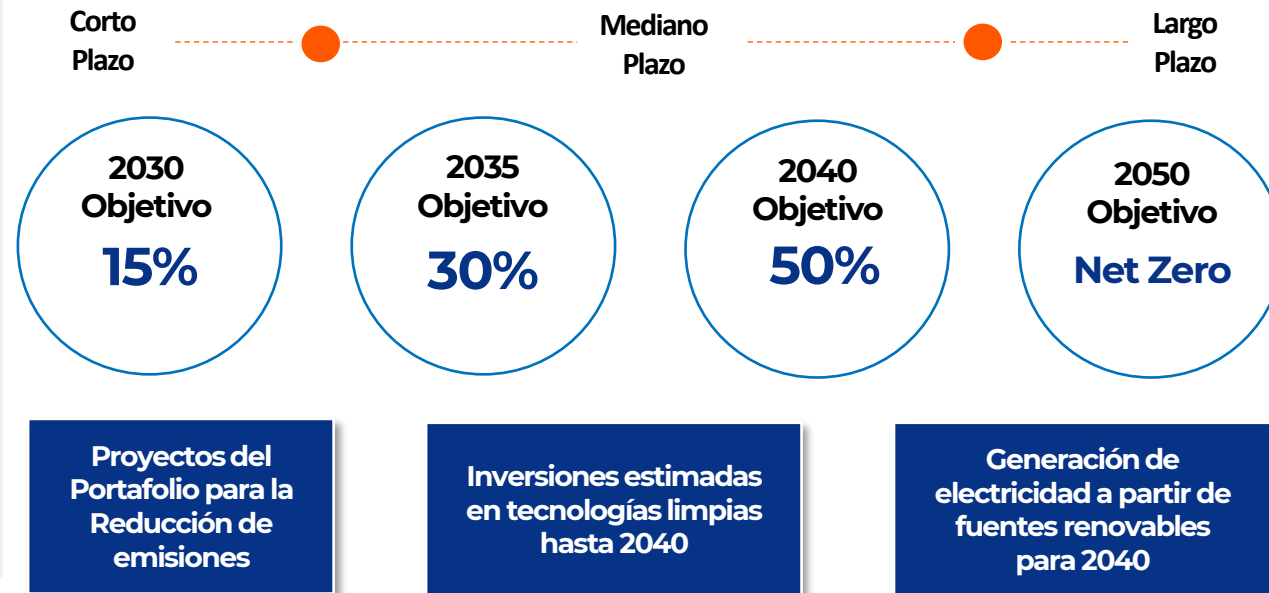 Corto
Plazo
Mediano
Plazo
Largo
Plazo
2030
Objetivo
15%
2035
Objetivo
30%
2040
Objetivo
50%
2050
Objetivo
Net Zero
Proyectos del
Portafolio para la
Reducción de
emisiones
Inversiones estimadas
en tecnologías limpias
hasta 2040
Generación de
electricidad a partir de
fuentes renovables
para 2040